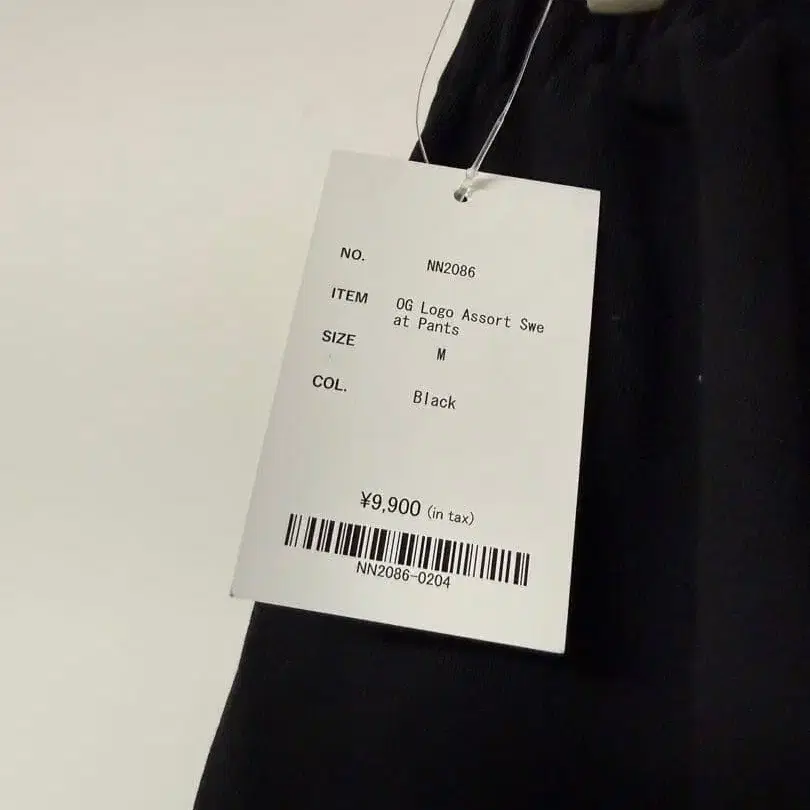 NO. NN2086
ITEM OG Logo Assort Swe
at Pants
SIZE M
COL. Black
¥9,900 (in tax)
NN2086-0204